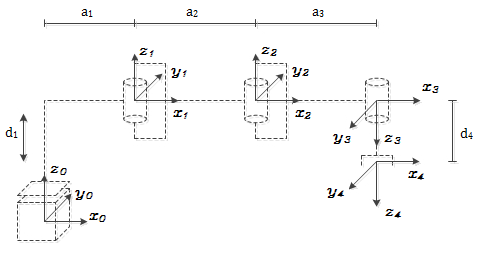 a1 a2 a3
z1 z2
y1 y2
x3
x1 x2
d1 y3 z3 d4
z0 x4
y0 y4
x0 z4